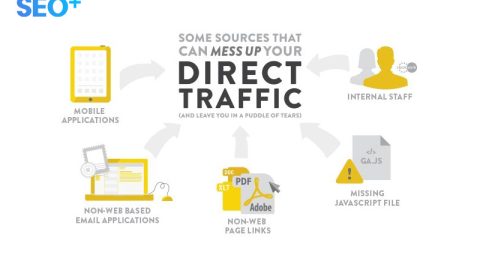 SEO+
SOME SOURCES THAT
CAN MESS UP YOUR
DIRECT
TRAFFIC
(AND LEAVE YOU IN A PUDDLE OF TEARS)
MOBILE
APPLICATIONS
INTERNAL STAFF
NON-WEB BASED
EMAIL APPLICATIONS
DOC
XLT
PDF
Adobe
NON-WEB
PAGE LINKS
</>
GA.JS
!
MISSING
JAVASCRIPT FILE